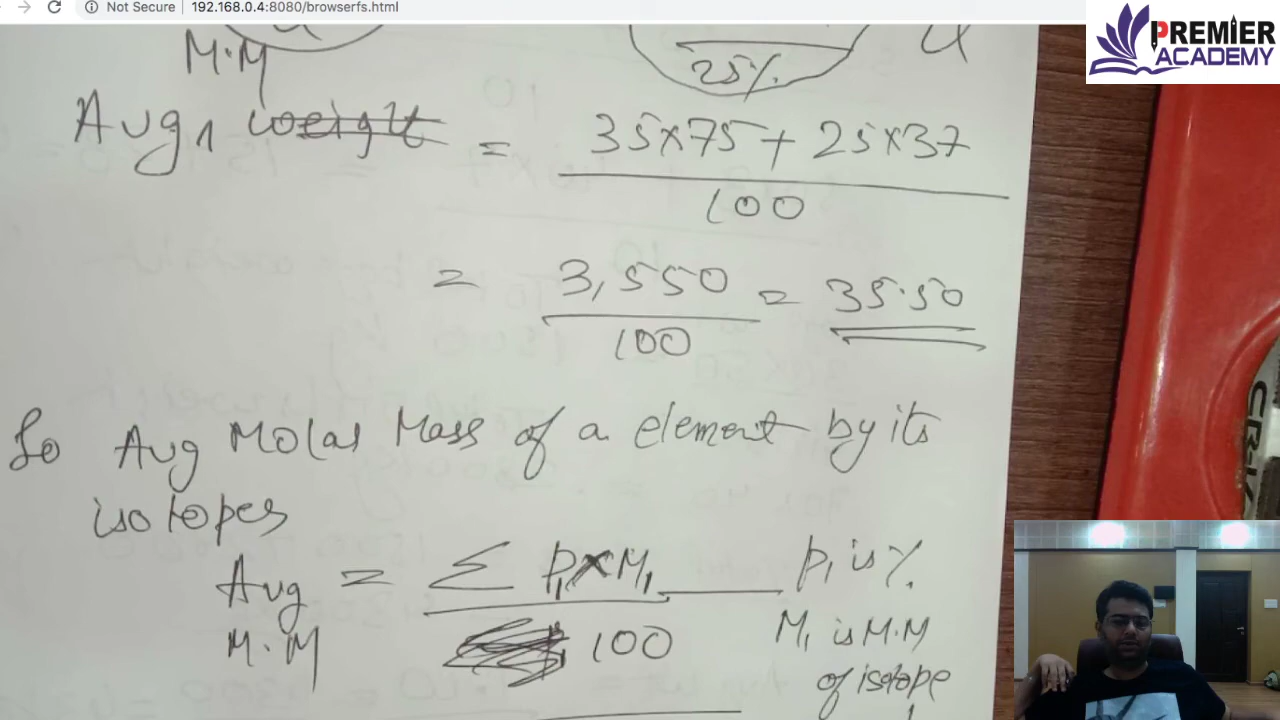 Not Secure | 192.168.0.4:8080/browserfs.html
PREMIER
ACADEMY
M.M
25%
Avg 1 weight = 35×75 + 25×37
100
= 3,550 = 35.50
100
So Avg Molar Mass of a element by its
isotopes
Avg = Σ P1×M1 P1 is %
M.M 100 M1 is M.M
of isotope
1